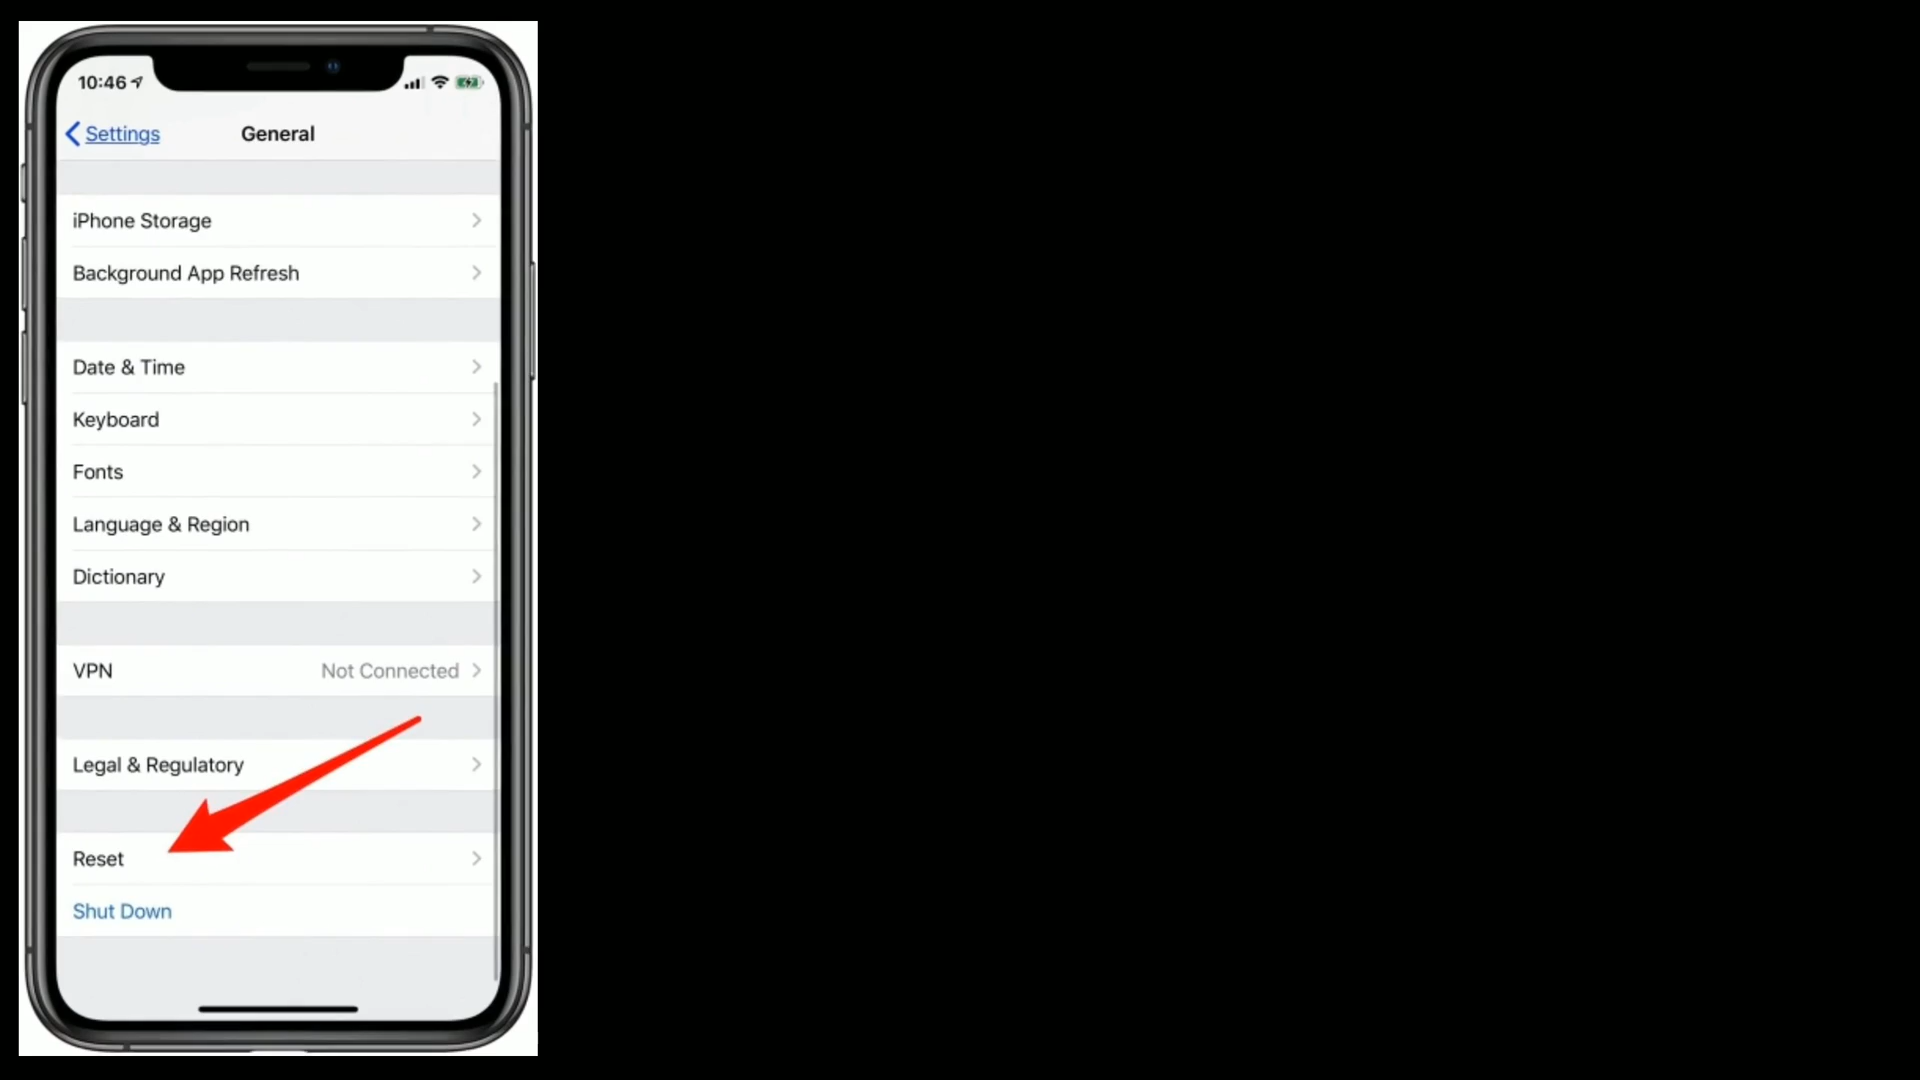 10:46
Settings
General
iPhone Storage
Background App Refresh
Date & Time
Keyboard
Fonts
Language & Region
Dictionary
VPN Not Connected
Legal & Regulatory
Reset
Shut Down